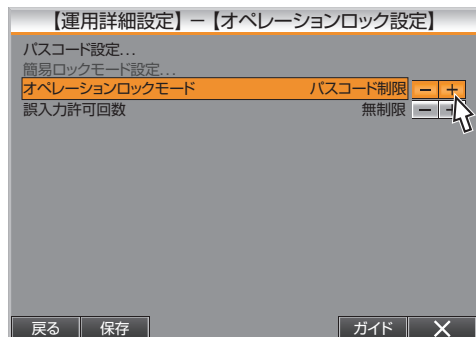 【運用詳細設定】－【オペレーションロック設定】
パスコード設定...
簡易ロックモード設定...
オペレーションロックモード パスコード制限 － ＋
誤入力許可回数 無制限 － ＋
戻る 保存 ガイド ✕